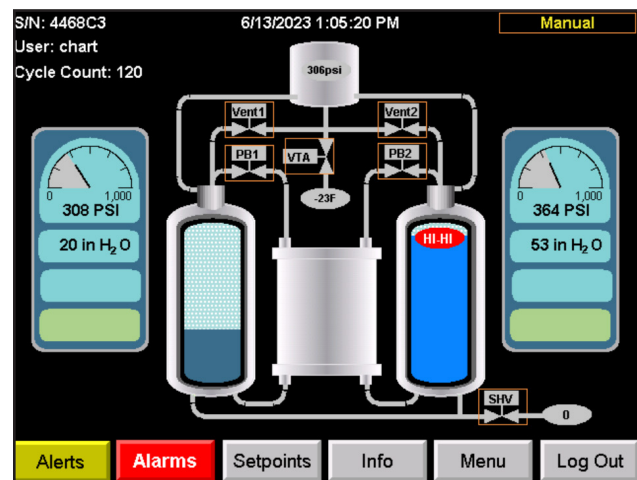 S/N: 4468C3
6/13/2023 1:05:20 PM
Manual
User: chart
Cycle Count: 120
306psi
Vent1
Vent2
PB1
VTA
PB2
-23F
0 1,000
308 PSI
20 in H2O
0 1,000
364 PSI
HI-HI
53 in H2O
SHV
0
Alerts
Alarms
Setpoints
Info
Menu
Log Out